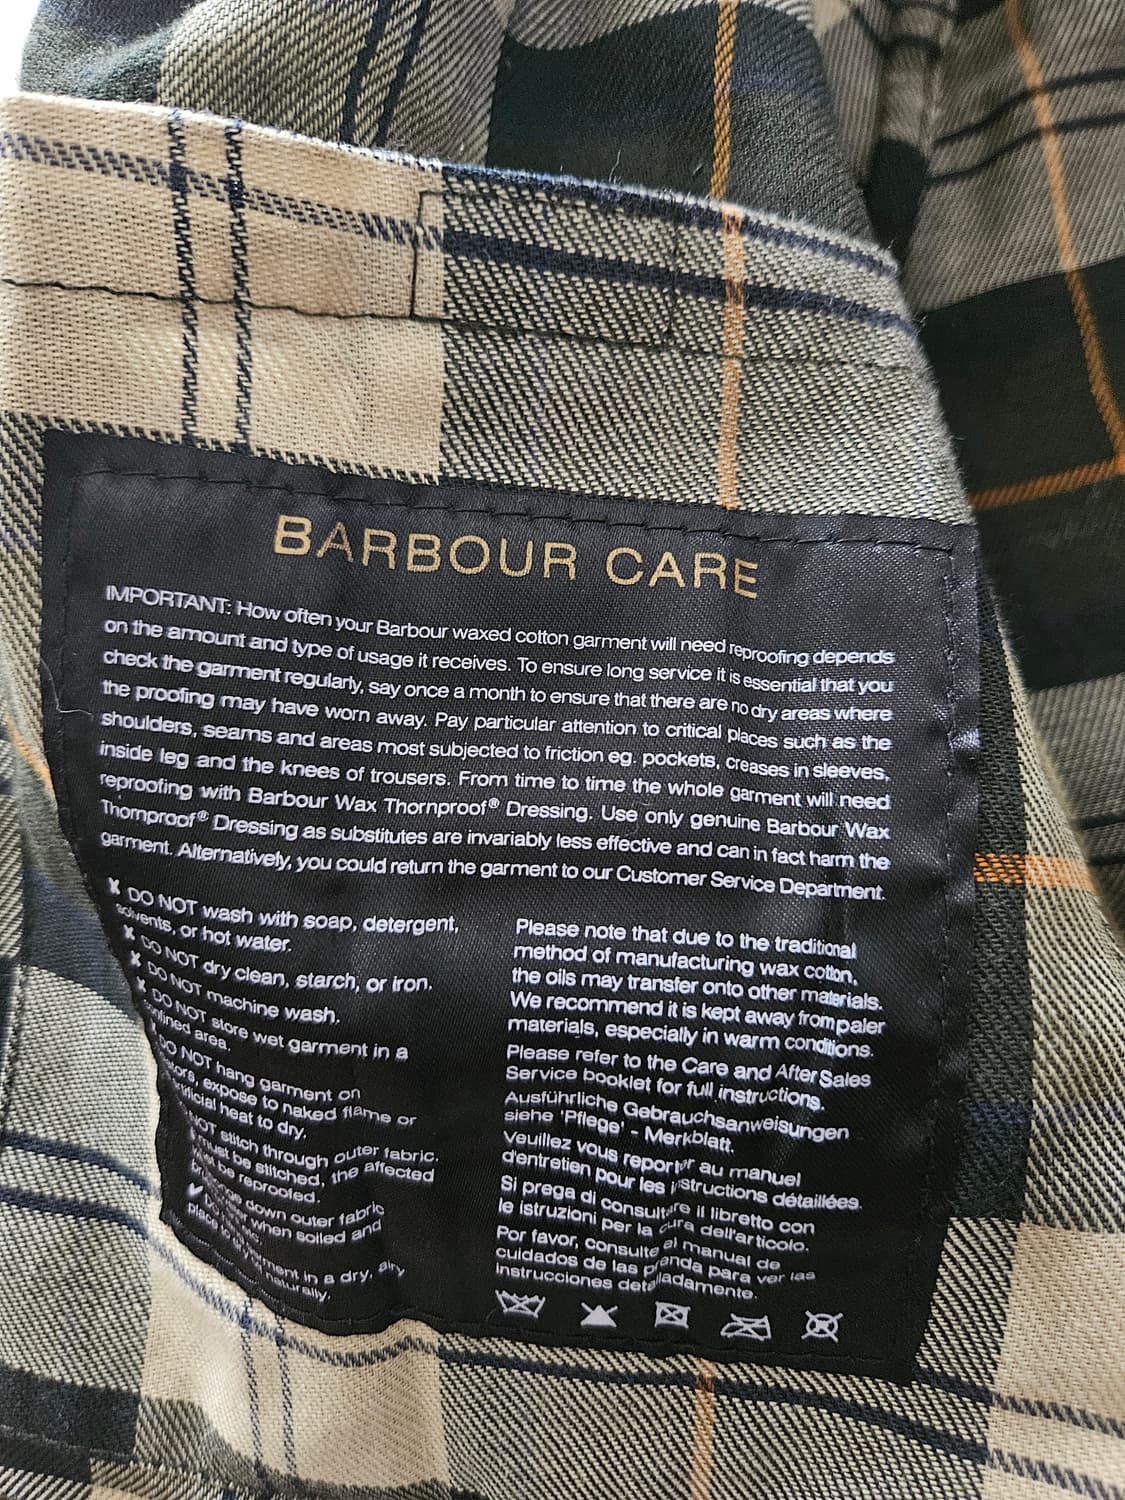 BARBOUR CARE
IMPORTANT: How often your Barbour waxed cotton garment will need reproofing depends
on the amount and type of usage it receives. To ensure long service it is essential that you
check the garment regularly, say once a month to ensure that there are no dry areas where
the proofing may have worn away. Pay particular attention to critical places such as the
shoulders, seams and areas most subjected to friction eg. pockets, creases in sleeves,
inside leg and the knees of trousers. From time to time the whole garment will need
reproofing with Barbour Wax Thornproof® Dressing. Use only genuine Barbour Wax
Thornproof® Dressing as substitutes are invariably less effective and can in fact harm the
garment. Alternatively, you could return the garment to our Customer Service Department.
✘ DO NOT wash with soap, detergent,
solvents, or hot water.
✘ DO NOT dry clean, starch, or iron.
✘ DO NOT machine wash.
✘ DO NOT store wet garment in a
confined area.
DO NOT hang garment on
expose to naked flame or
heat to dry.
NOT stitch through outer fabric.
must be stitched, the affected
be reproofed.
down outer fabric
when soiled and
place in a dry, airy
naturally.
Please note that due to the traditional
method of manufacturing wax cotton,
the oils may transfer onto other materials.
We recommend it is kept away from paler
materials, especially in warm conditions.
Please refer to the Care and After Sales
Service booklet for full instructions.
Ausführliche Gebrauchsanweisungen
siehe 'Pflege' - Merkblatt.
Veuillez vous reporter au manuel
d'entretien pour les instructions détaillées.
Si prega di consultare il libretto con
le istruzioni per la cura dell'articolo.
Por favor, consulte el manual de
cuidados de las prenda para ver las
instrucciones detalladamente.